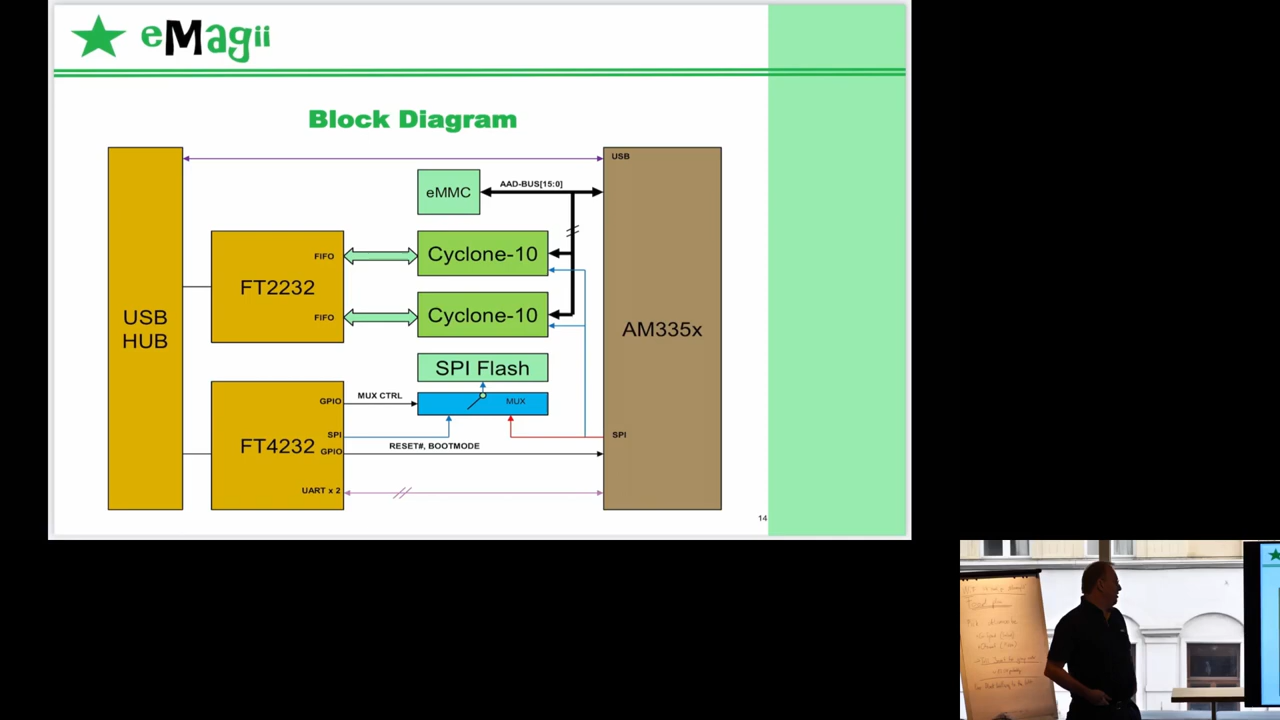 eMagii
Block Diagram
USB
eMMC
AAD-BUS[15:0]
FIFO
Cyclone-10
FT2232
FIFO
Cyclone-10
USB
HUB
AM335x
SPI Flash
GPIO
MUX CTRL
MUX
SPI
SPI
FT4232
GPIO
RESET#, BOOTMODE
UART x 2
14